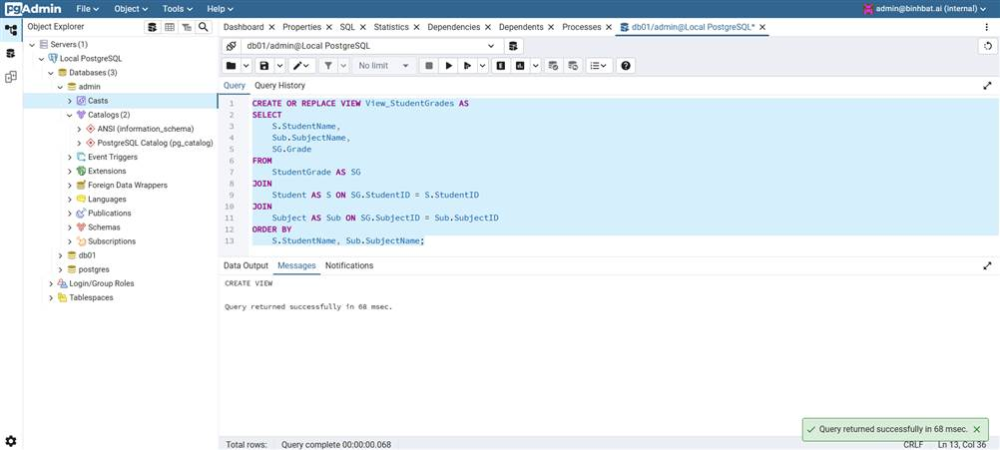 pgAdmin File Object Tools Help admin@binhbat.ai (internal)
Object Explorer
Dashboard Properties SQL Statistics Dependencies Dependents Processes db01/admin@Local PostgreSQL*
Servers (1)
Local PostgreSQL
Databases (3)
admin
Casts
Catalogs (2)
ANSI (information_schema)
PostgreSQL Catalog (pg_catalog)
Event Triggers
Extensions
Foreign Data Wrappers
Languages
Publications
Schemas
Subscriptions
db01
postgres
Login/Group Roles
Tablespaces
db01/admin@Local PostgreSQL
No limit
Query Query History
1 CREATE OR REPLACE VIEW View_StudentGrades AS
2 SELECT
3 S.StudentName,
4 Sub.SubjectName,
5 SG.Grade
6 FROM
7 StudentGrade AS SG
8 JOIN
9 Student AS S ON SG.StudentID = S.StudentID
10 JOIN
11 Subject AS Sub ON SG.SubjectID = Sub.SubjectID
12 ORDER BY
13 S.StudentName, Sub.SubjectName;
Data Output Messages Notifications
CREATE VIEW
Query returned successfully in 68 msec.
Query returned successfully in 68 msec.
Total rows: Query complete 00:00:00.068 CRLF Ln 13, Col 36